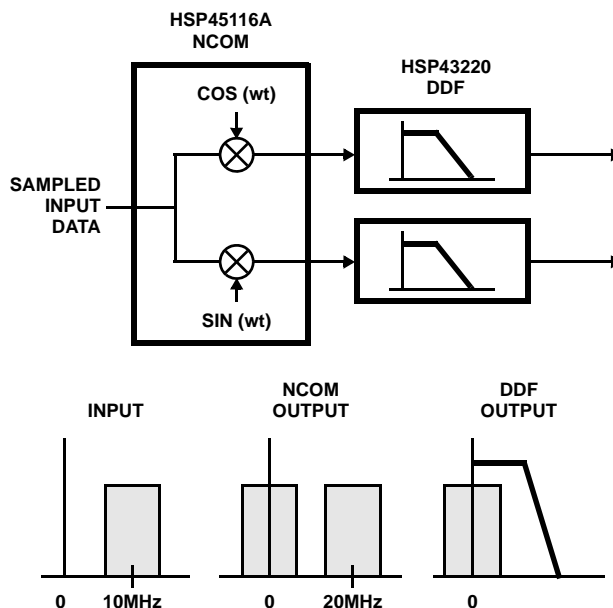 HSP45116A
NCOM
HSP43220
DDF
COS (wt)
SAMPLED
INPUT
DATA
SIN (wt)
INPUT
NCOM
OUTPUT
DDF
OUTPUT
0
10MHz
0
20MHz
0